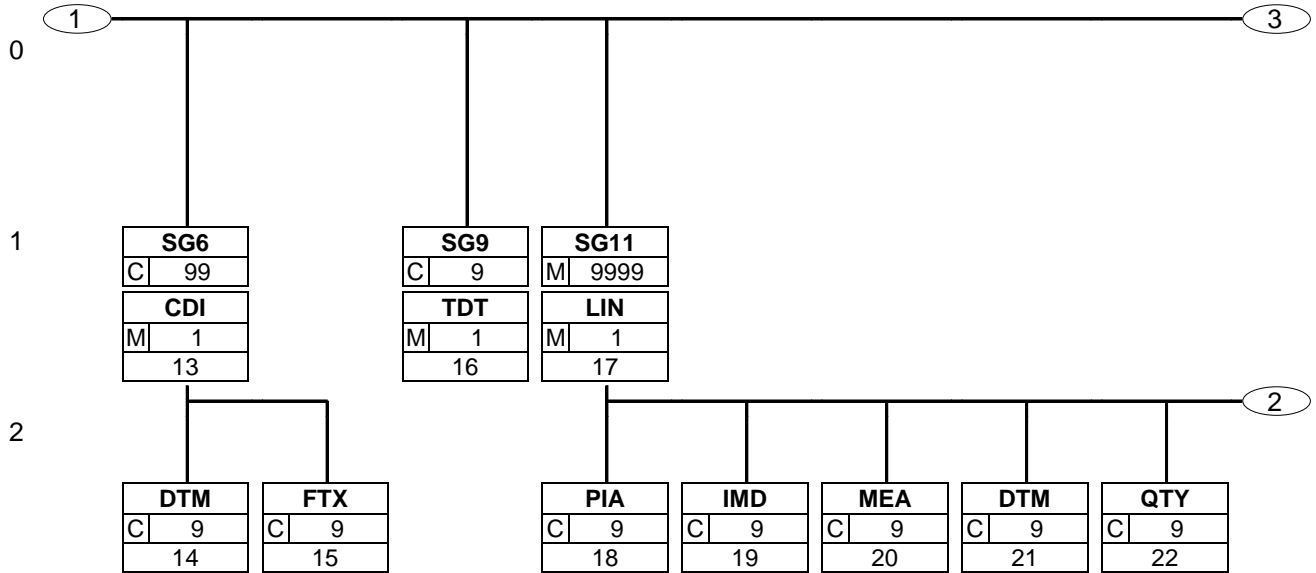 1 3
0
1 SG6 SG9 SG11
C 99 C 9 M 9999
CDI TDT LIN
M 1 M 1 M 1
13 16 17
2
2
DTM FTX PIA IMD MEA DTM QTY
C 9 C 9 C 9 C 9 C 9 C 9 C 9
14 15 18 19 20 21 22